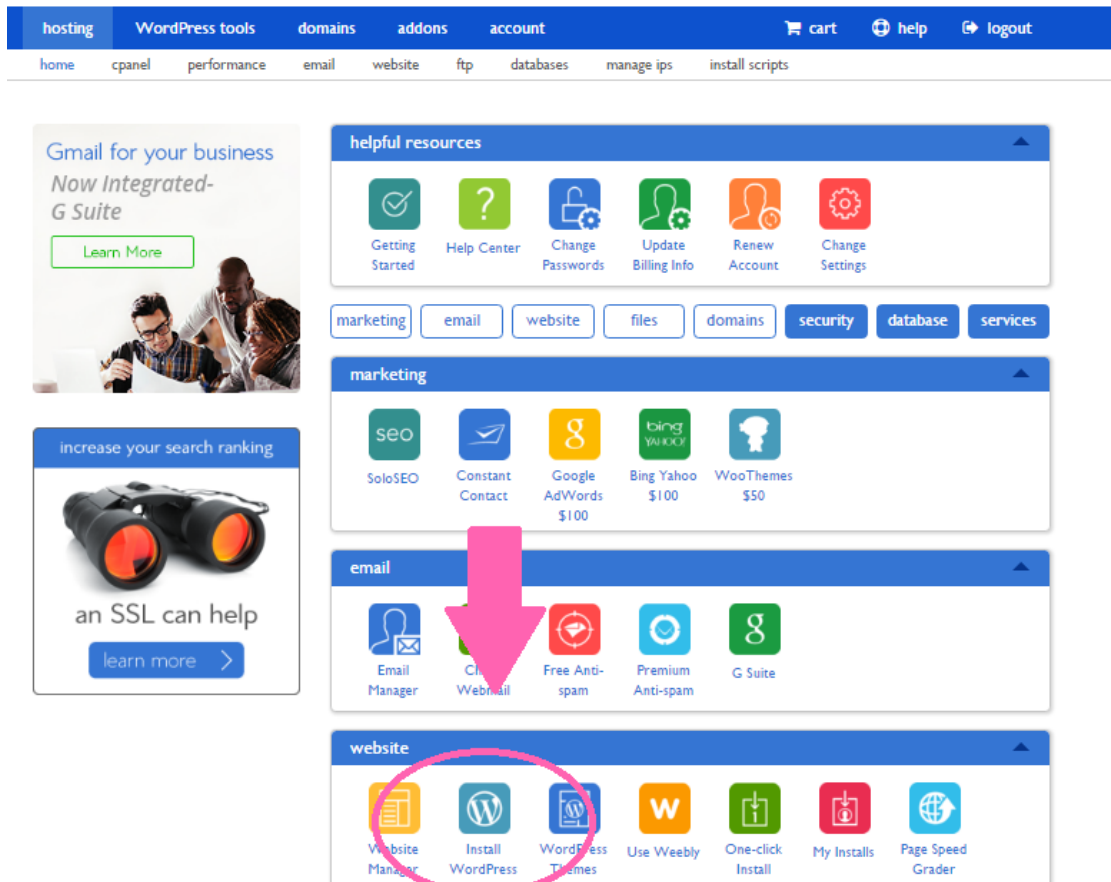 hosting WordPress tools domains addons account cart help logout
home cpanel performance email website ftp databases manage ips install scripts
Gmail for your business
Now Integrated-
G Suite
Learn More
increase your search ranking
an SSL can help
learn more
helpful resources
Getting Started
Help Center
Change Passwords
Update Billing Info
Renew Account
Change Settings
marketing email website files domains security database services
marketing
seo
bing
YAHOO!
SoloSEO
Constant Contact
Google AdWords $100
Bing Yahoo $100
WooThemes $50
email
Email Manager
Webmail
Free Anti-spam
Premium Anti-spam
G Suite
website
Website Manager
Install WordPress
WordPress Themes
Use Weebly
One-click Install
My Installs
Page Speed Grader